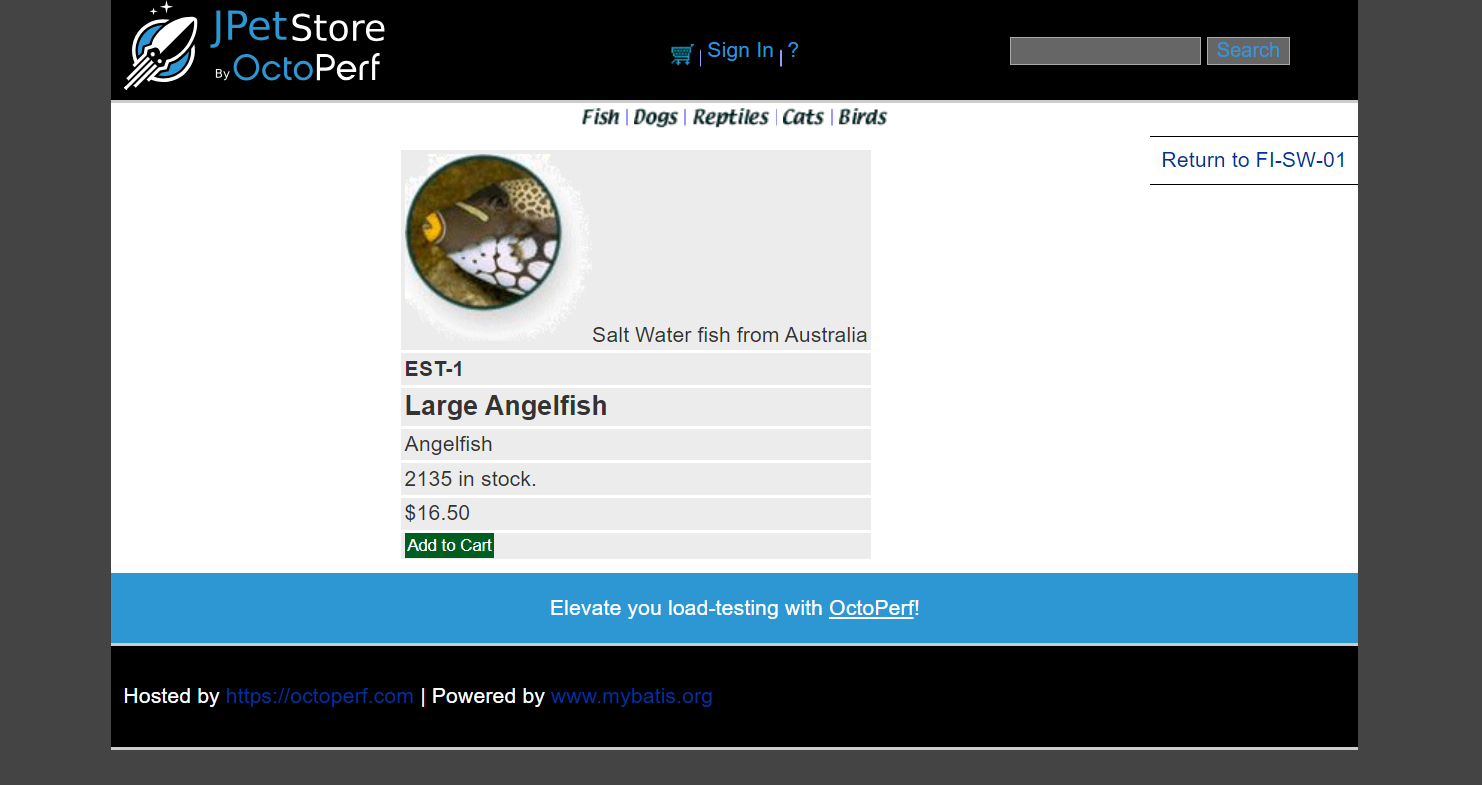 JPetStore
By OctoPerf
Sign In
?
Search
Fish | Dogs | Reptiles | Cats | Birds
Return to FI-SW-01
Salt Water fish from Australia
EST-1
Large Angelfish
Angelfish
2135 in stock.
$16.50
Add to Cart
Elevate you load-testing with OctoPerf!
Hosted by https://octoperf.com | Powered by www.mybatis.org